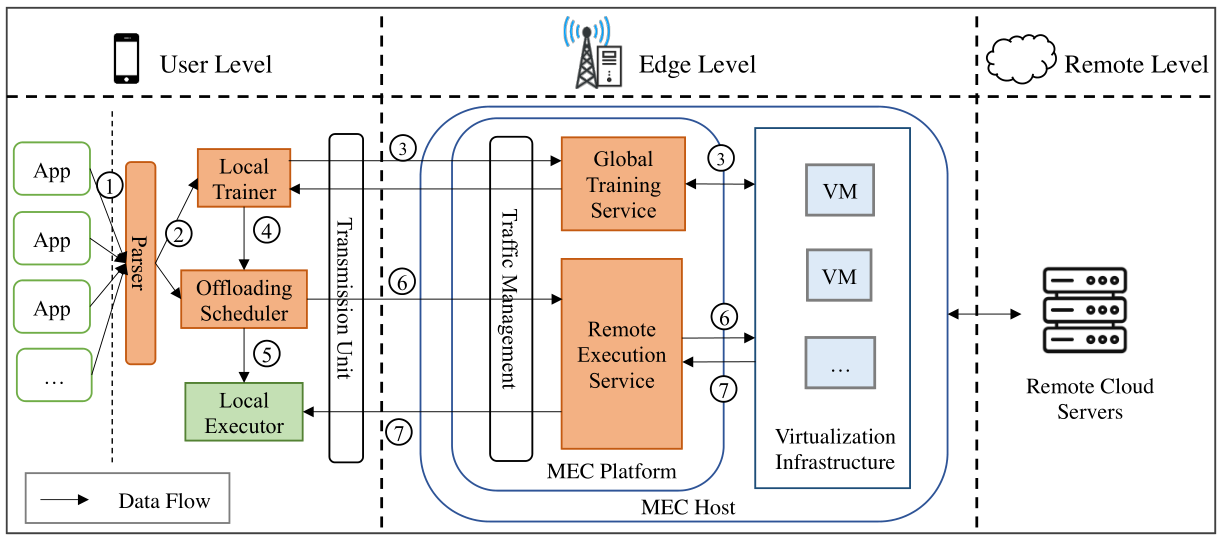 User Level
Edge Level
Remote Level
App
App
App
…
①
Parser
②
Local
Trainer
④
Offloading
Scheduler
⑤
Local
Executor
Transmission Unit
③
⑥
⑦
Traffic Management
Global
Training
Service
Remote
Execution
Service
MEC Platform
③
⑥
⑦
VM
VM
…
Virtualization
Infrastructure
MEC Host
Remote Cloud
Servers
Data Flow